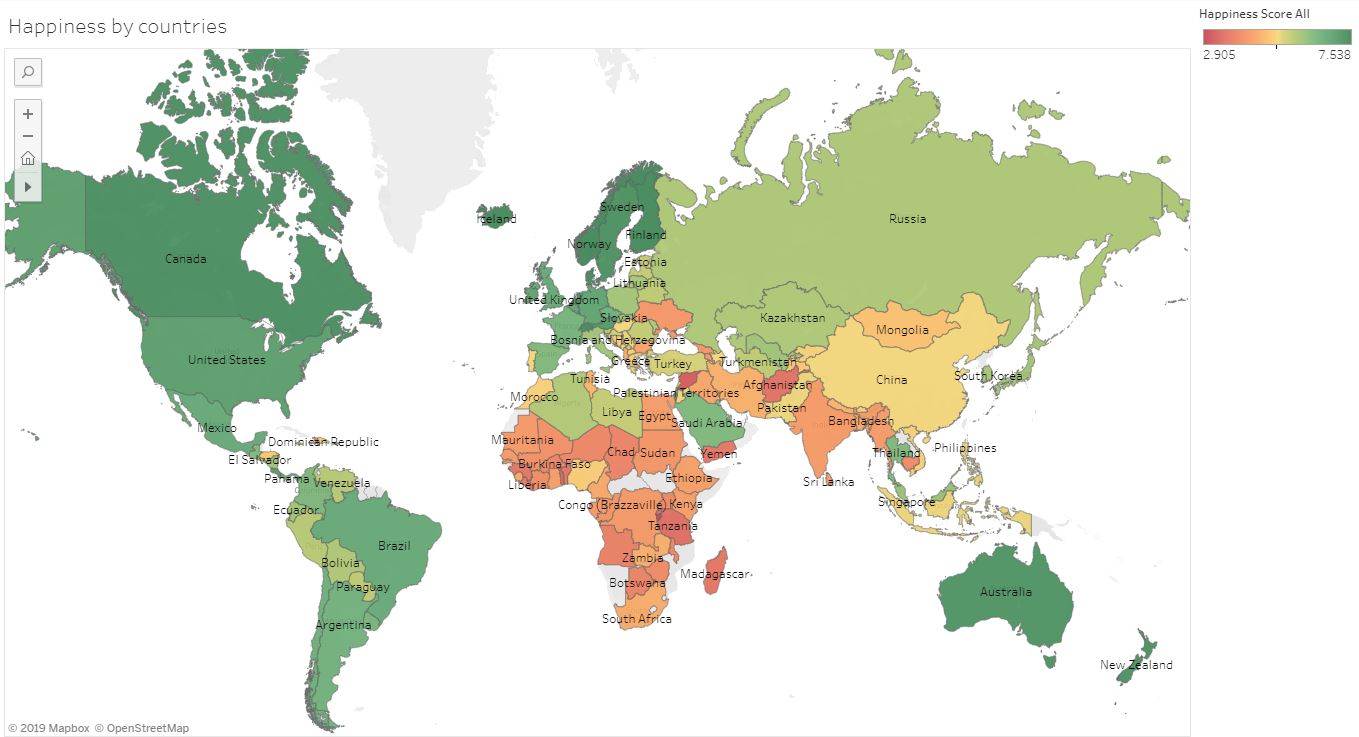 Happiness by countries
Happiness Score All
2.905 7.538
Iceland
Sweden
Finland
Norway
Russia
Canada
Estonia
Lithuania
United Kingdom
Slovakia
Kazakhstan
Mongolia
Bosnia and Herzegovina
United States
Greece
Turkey
Turkmenistan
South Korea
China
Tunisia
Afghanistan
Palestinian Territories
Morocco
Pakistan
Libya
Egypt
Saudi Arabia
Bangladesh
Mexico
Dominican Republic
Mauritania
Philippines
El Salvador
Chad
Sudan
Yemen
Thailand
Burkina Faso
Panama
Venezuela
Liberia
Ethiopia
Sri Lanka
Ecuador
Congo (Brazzaville)
Kenya
Singapore
Tanzania
Brazil
Zambia
Bolivia
Madagascar
Botswana
Paraguay
Australia
South Africa
Argentina
New Zealand
© 2019 Mapbox © OpenStreetMap